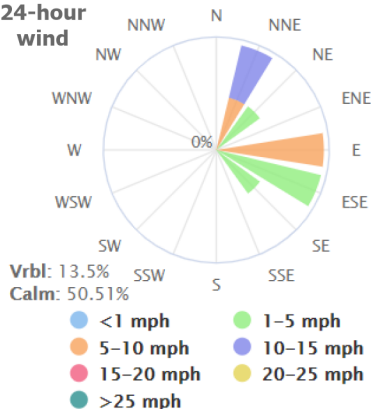 24-hour
wind
N
NNW
NNE
NW
NE
WNW
ENE
0%
W
E
WSW
ESE
SW
SE
SSW
SSE
S
Vrbl: 13.5%
Calm: 50.51%
<1 mph
1–5 mph
5–10 mph
10–15 mph
15–20 mph
20–25 mph
>25 mph